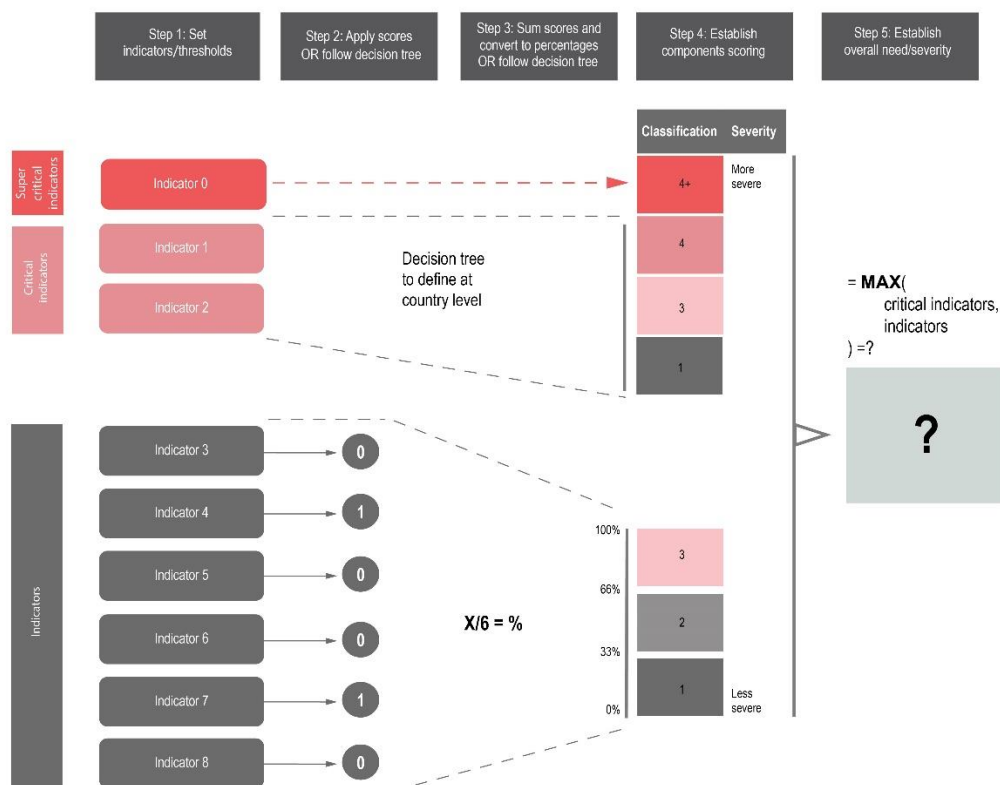 Step 1: Set
indicators/thresholds
Step 2: Apply scores
OR follow decision tree
Step 3: Sum scores and
convert to percentages
OR follow decision tree
Step 4: Establish
components scoring
Step 5: Establish
overall need/severity
Classification Severity
Super
critical
indicators
Indicator 0
4+
More
severe
Critical
indicators
Indicator 1
Indicator 2
Decision tree
to define at
country level
4
3
1
= MAX(
critical indicators,
indicators
) =?
?
Indicators
Indicator 3
0
Indicator 4
1
Indicator 5
0
Indicator 6
0
Indicator 7
1
Indicator 8
0
X/6 = %
100%
3
66%
2
33%
1
0%
Less
severe